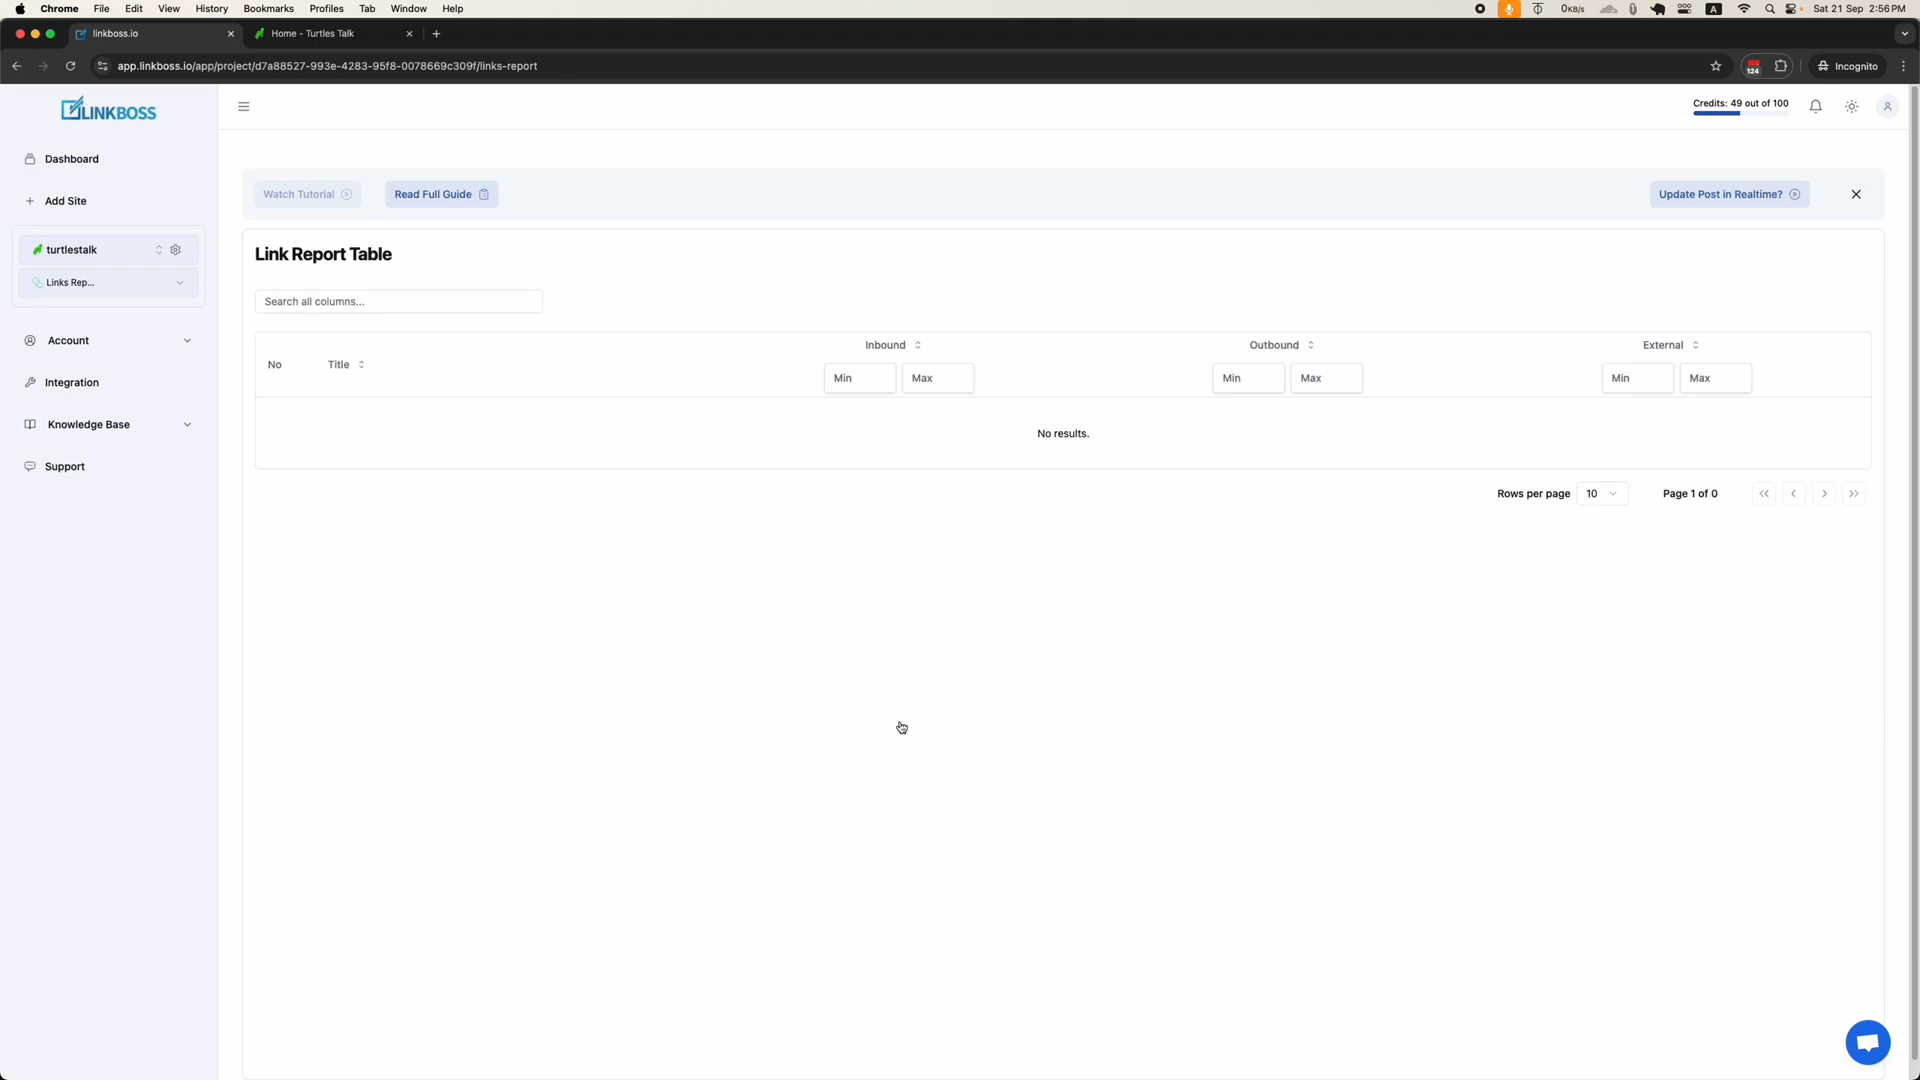 Chrome File Edit View History Bookmarks Profiles Tab Window Help 0KB/s A Sat 21 Sep 2:56 PM
linkboss.io Home - Turtles Talk
app.linkboss.io/app/project/d7a88527-993e-4283-95f8-0078669c309f/links-report 124 Incognito
LINKBOSS
Credits: 49 out of 100
Dashboard
Add Site
turtlestalk
Links Rep...
Account
Integration
Knowledge Base
Support
Watch Tutorial Read Full Guide Update Post in Realtime?
Link Report Table
Search all columns...
No Title Inbound Outbound External
Min Max Min Max Min Max
No results.
Rows per page 10 Page 1 of 0